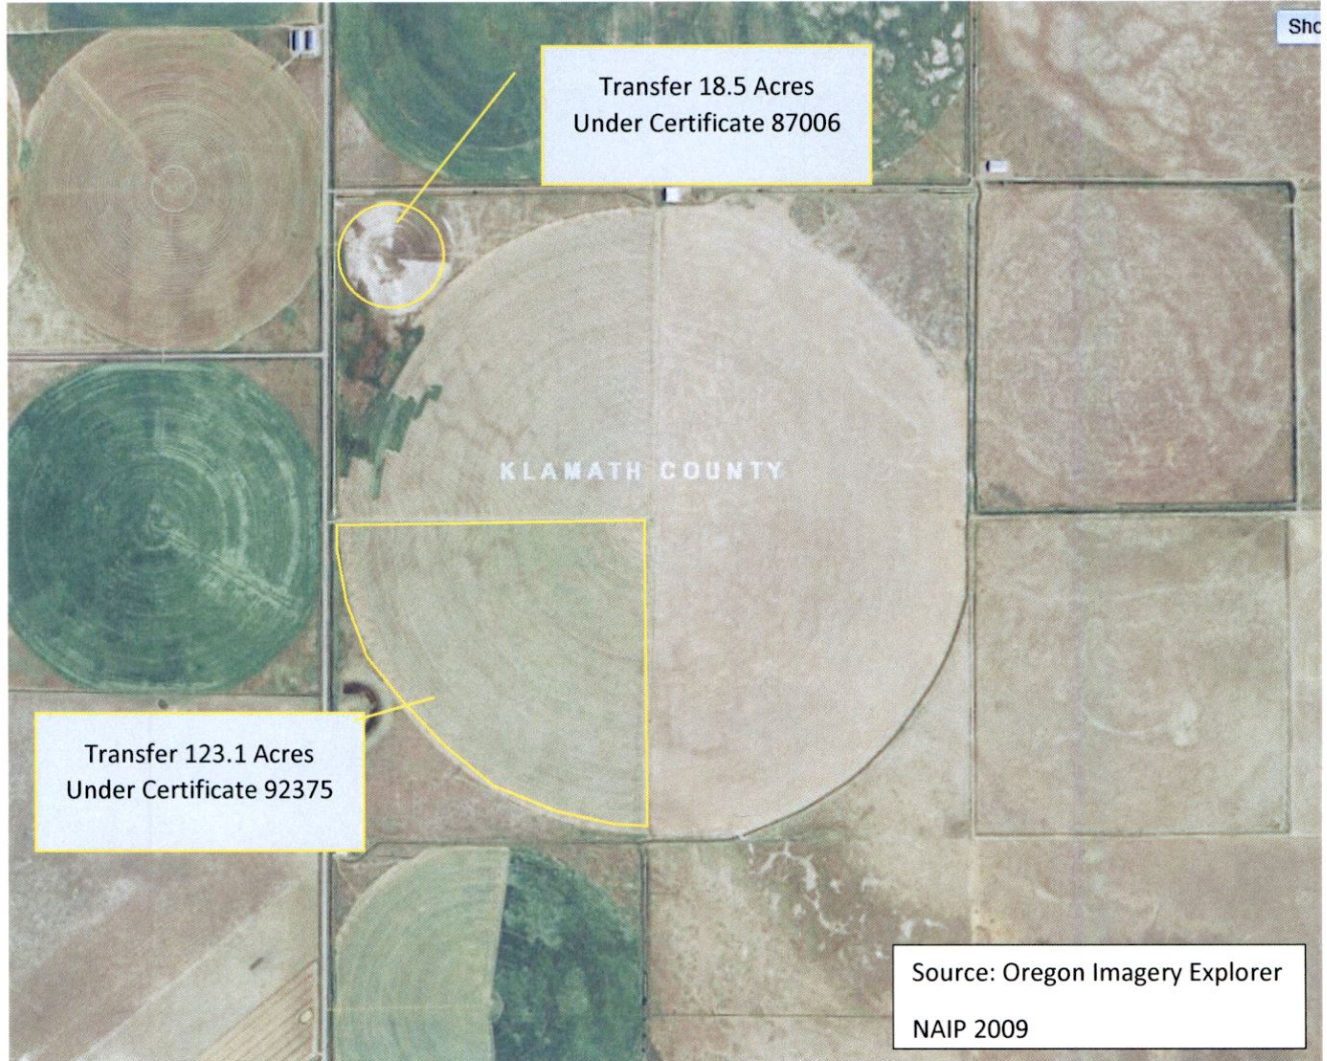 Sho
Transfer 18.5 Acres
Under Certificate 87006
KLAMATH COUNTY
Transfer 123.1 Acres
Under Certificate 92375
Source: Oregon Imagery Explorer
NAIP 2009